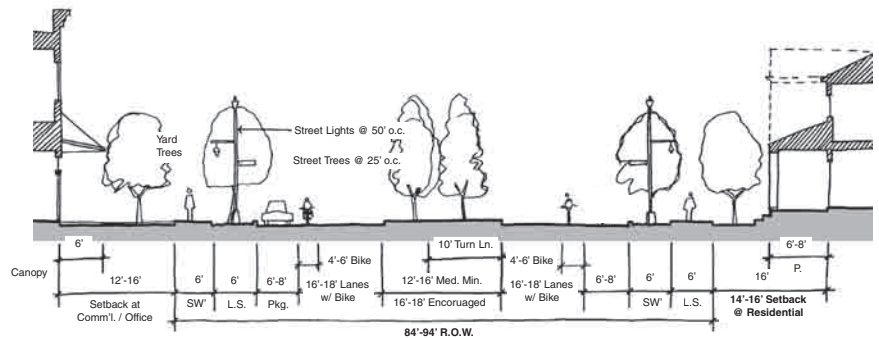 Yard
Trees
Street Lights @ 50' o.c.
Street Trees @ 25' o.c.
6'
10' Turn Ln.
6'-8'
Canopy
4'-6' Bike
4'-6' Bike
P.
12'-16'
6'
6'
6'-8'
16'-18' Lanes
w/ Bike
12'-16' Med. Min.
16'-18' Lanes
w/ Bike
6'-8'
6'
6'
16'
Setback at
Comm'l. / Office
SW'
L.S.
Pkg.
16'-18' Encoruaged
SW'
L.S.
14'-16' Setback
@ Residential
84'-94' R.O.W.